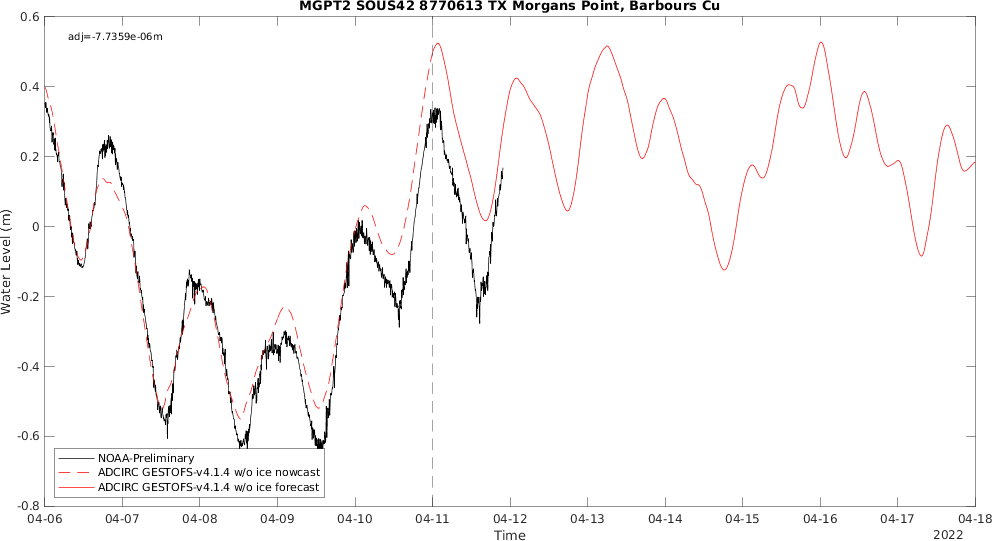 MGPT2 SOUS42 8770613 TX Morgans Point, Barbours Cu
adj=-7.7359e-06m
0.6
0.4
0.2
0
-0.2
-0.4
-0.6
-0.8
Water Level (m)
NOAA-Preliminary
ADCIRC GESTOFS-v4.1.4 w/o ice nowcast
ADCIRC GESTOFS-v4.1.4 w/o ice forecast
04-06 04-07 04-08 04-09 04-10 04-11 04-12 04-13 04-14 04-15 04-16 04-17 04-18
Time
2022